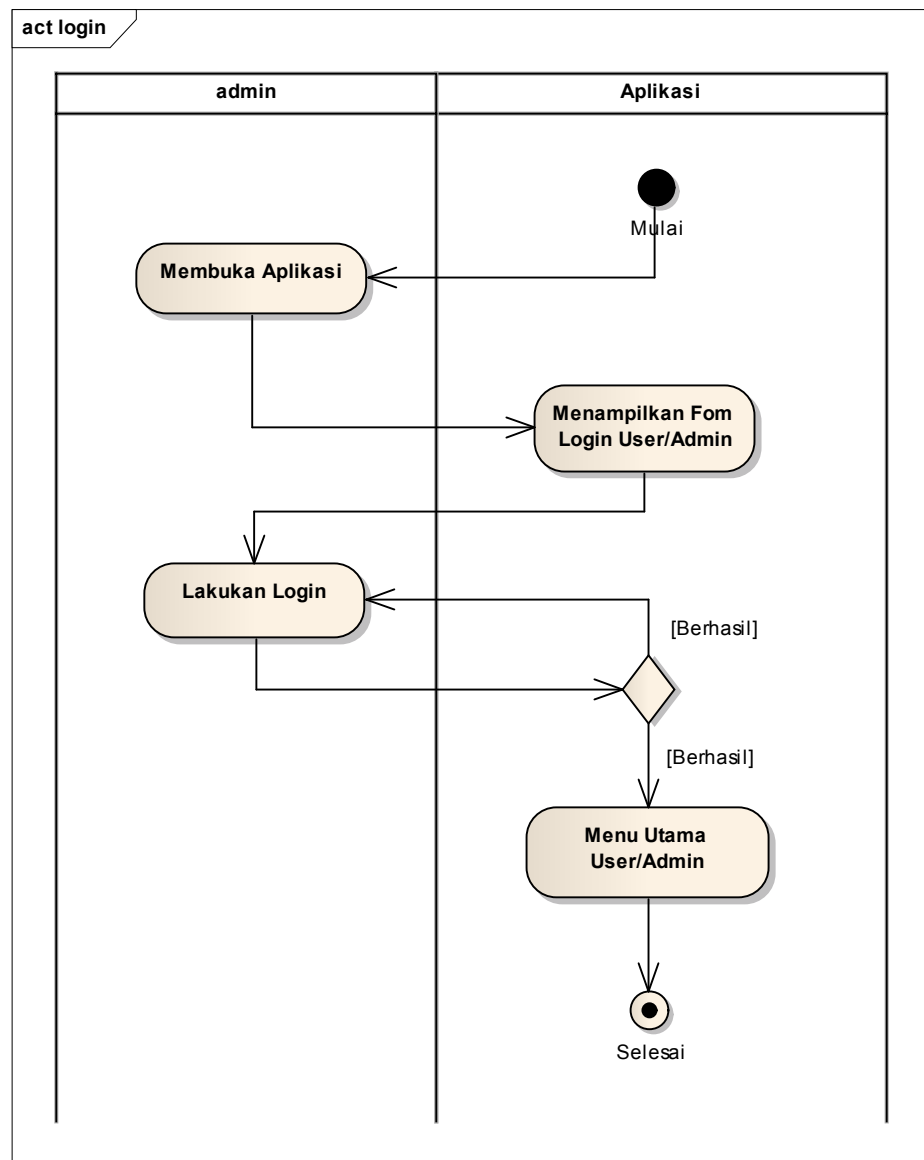 act login
admin
Aplikasi
Mulai
Membuka Aplikasi
Menampilkan Fom
Login User/Admin
Lakukan Login
[Berhasil]
[Berhasil]
Menu Utama
User/Admin
Selesai